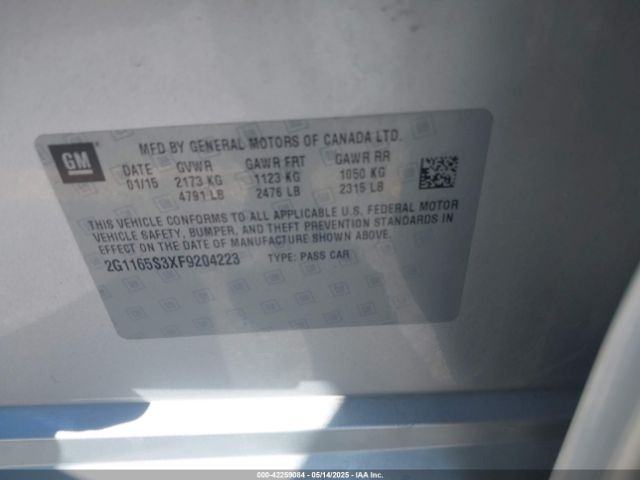 GM
MFD BY GENERAL MOTORS OF CANADA LTD.
DATE GVWR GAWR FRT GAWR RR
01/15 2173 KG 1123 KG 1050 KG
4791 LB 2476 LB 2315 LB
THIS VEHICLE CONFORMS TO ALL APPLICABLE U.S. FEDERAL MOTOR
VEHICLE SAFETY, BUMPER, AND THEFT PREVENTION STANDARDS IN
EFFECT ON THE DATE OF MANUFACTURE SHOWN ABOVE.
2G1165S3XF9204223 TYPE: PASS CAR
000-42259084 - 05/14/2025 - IAA Inc.